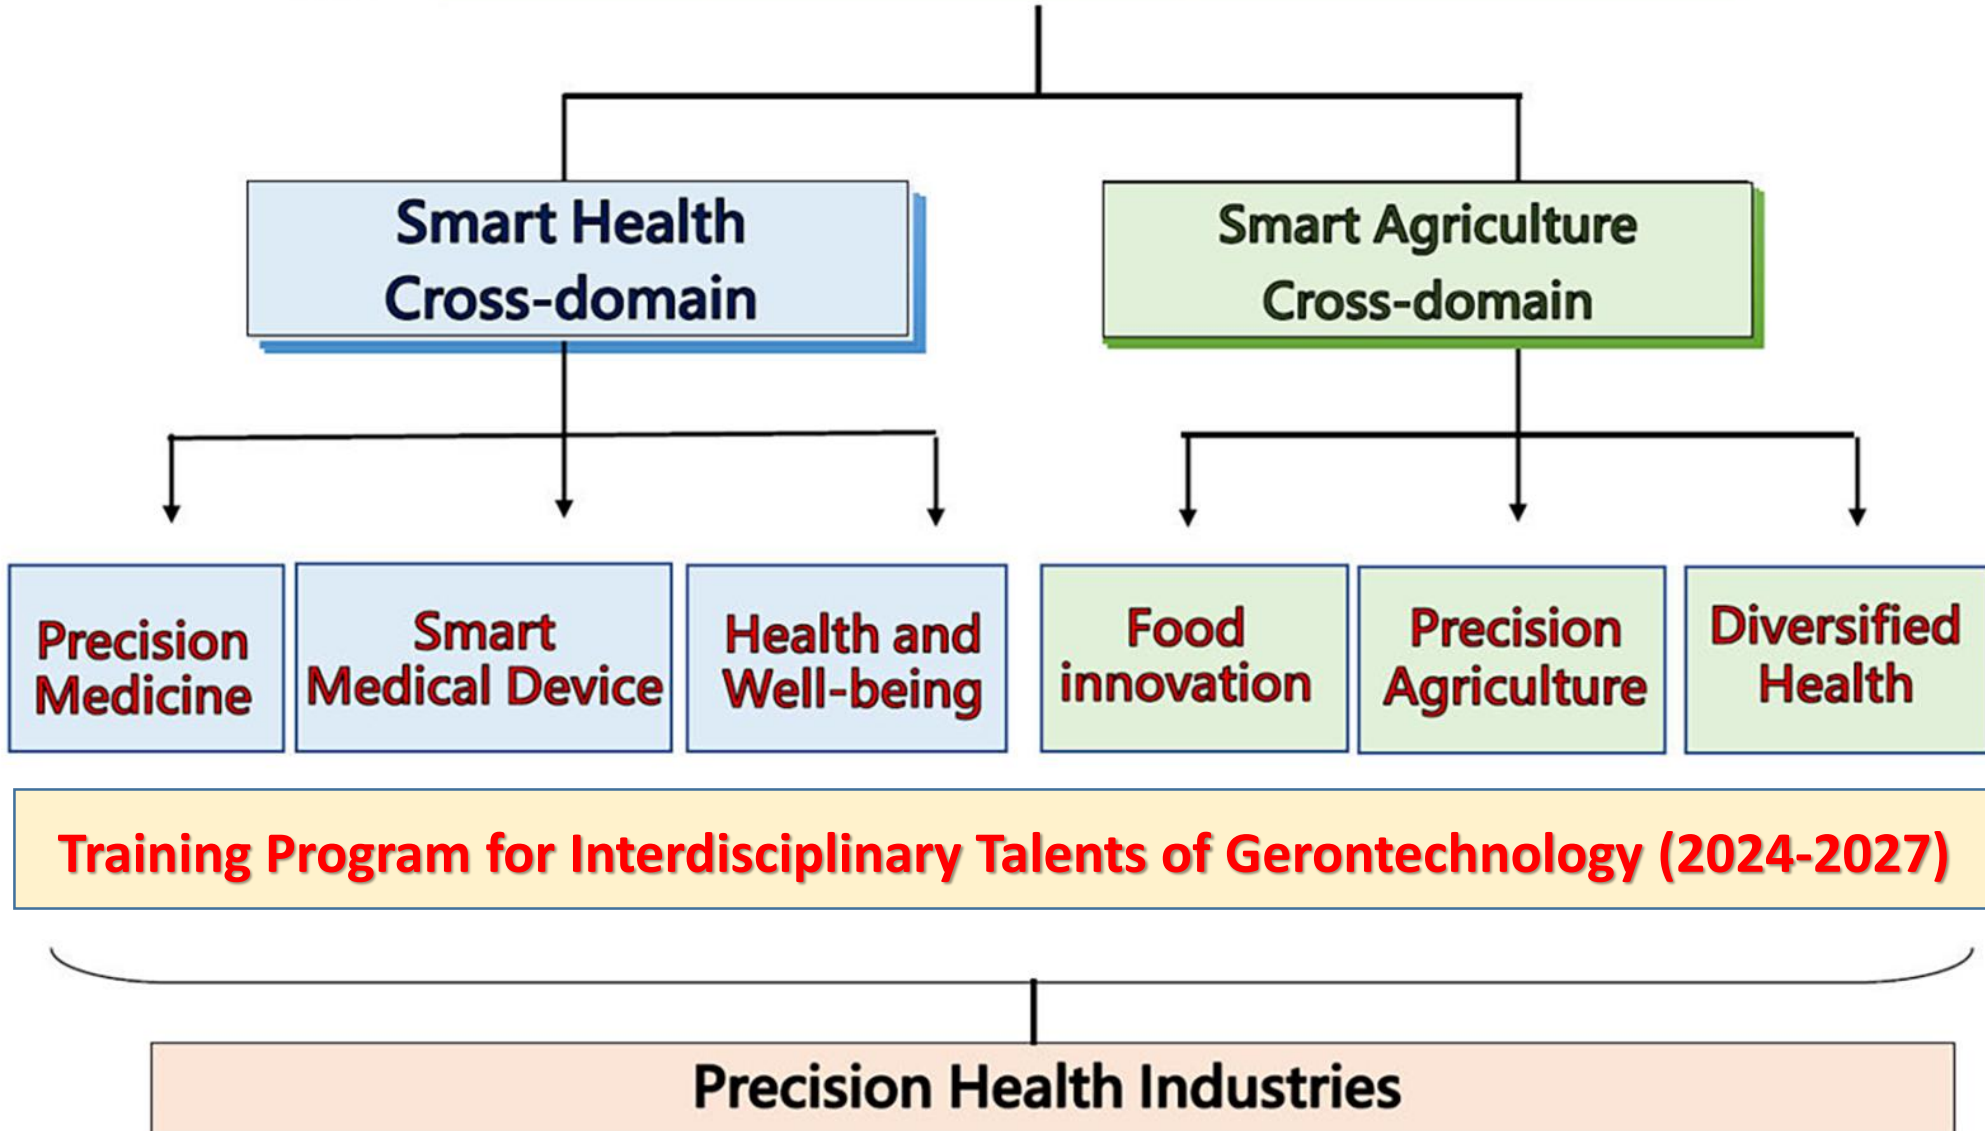 Smart Health
Cross-domain
Smart Agriculture
Cross-domain
Precision
Medicine
Smart
Medical Device
Health and
Well-being
Food
innovation
Precision
Agriculture
Diversified
Health
Training Program for Interdisciplinary Talents of Gerontechnology (2024-2027)
Precision Health Industries